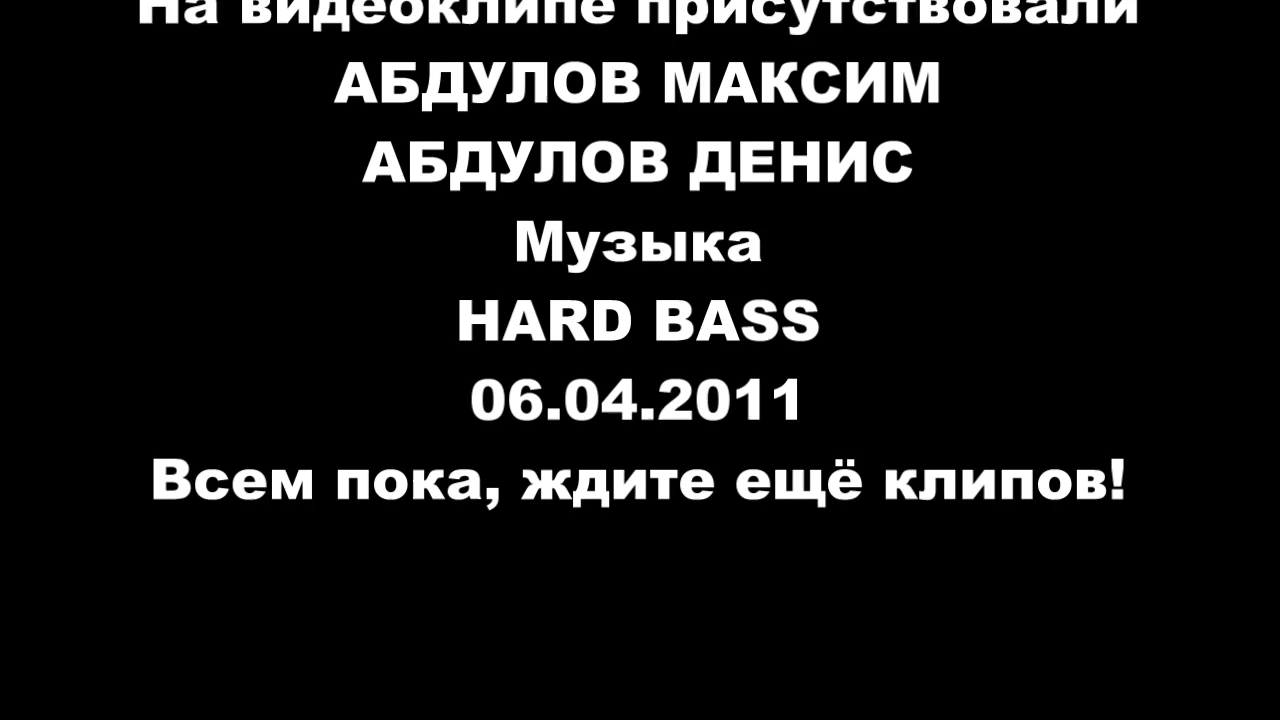 На видеоклипе присутствовали
АБДУЛОВ МАКСИМ
АБДУЛОВ ДЕНИС
Музыка
HARD BASS
06.04.2011
Всем пока, ждите ещё клипов!